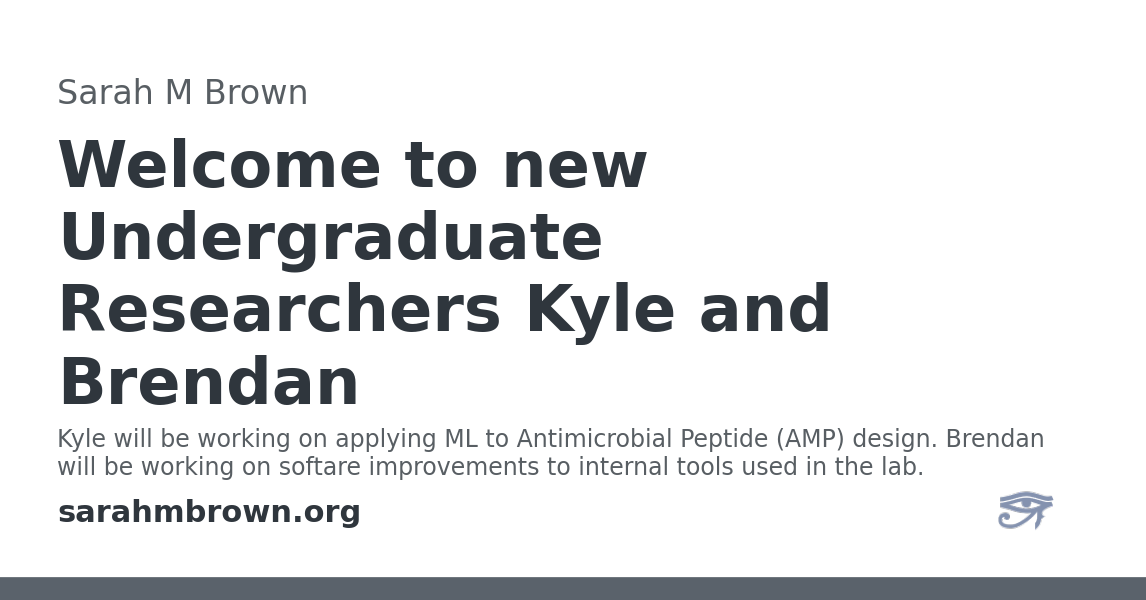 Sarah M Brown
Welcome to new
Undergraduate
Researchers Kyle and
Brendan
Kyle will be working on applying ML to Antimicrobial Peptide (AMP) design. Brendan
will be working on softare improvements to internal tools used in the lab.
sarahmbrown.org